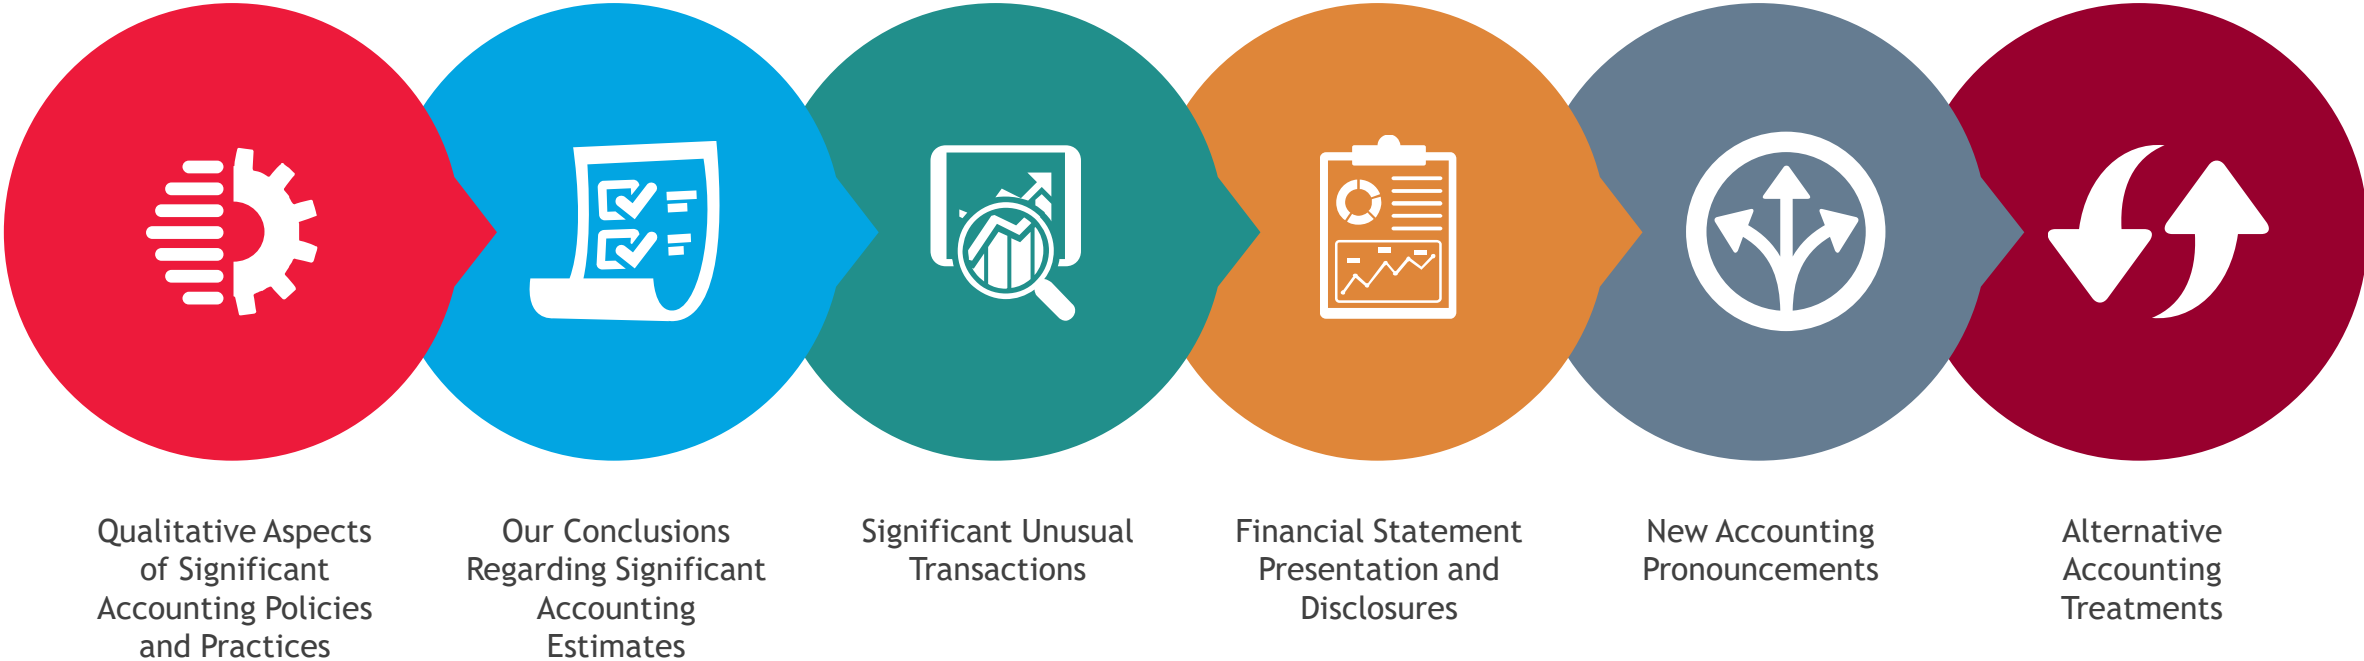 Qualitative Aspects
of Significant
Accounting Policies
and Practices
Our Conclusions
Regarding Significant
Accounting
Estimates
Significant Unusual
Transactions
Financial Statement
Presentation and
Disclosures
New Accounting
Pronouncements
Alternative
Accounting
Treatments